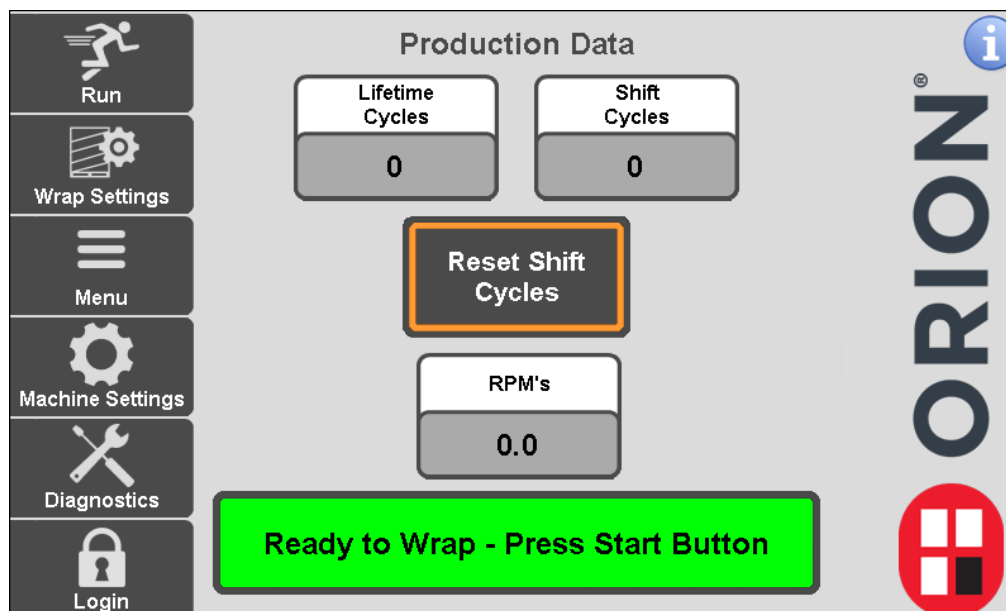 Production Data
Run
Lifetime
Cycles
0
Shift
Cycles
0
Wrap Settings
Reset Shift
Cycles
Menu
RPM's
0.0
Machine Settings
Diagnostics
Ready to Wrap - Press Start Button
Login
i
ORION®